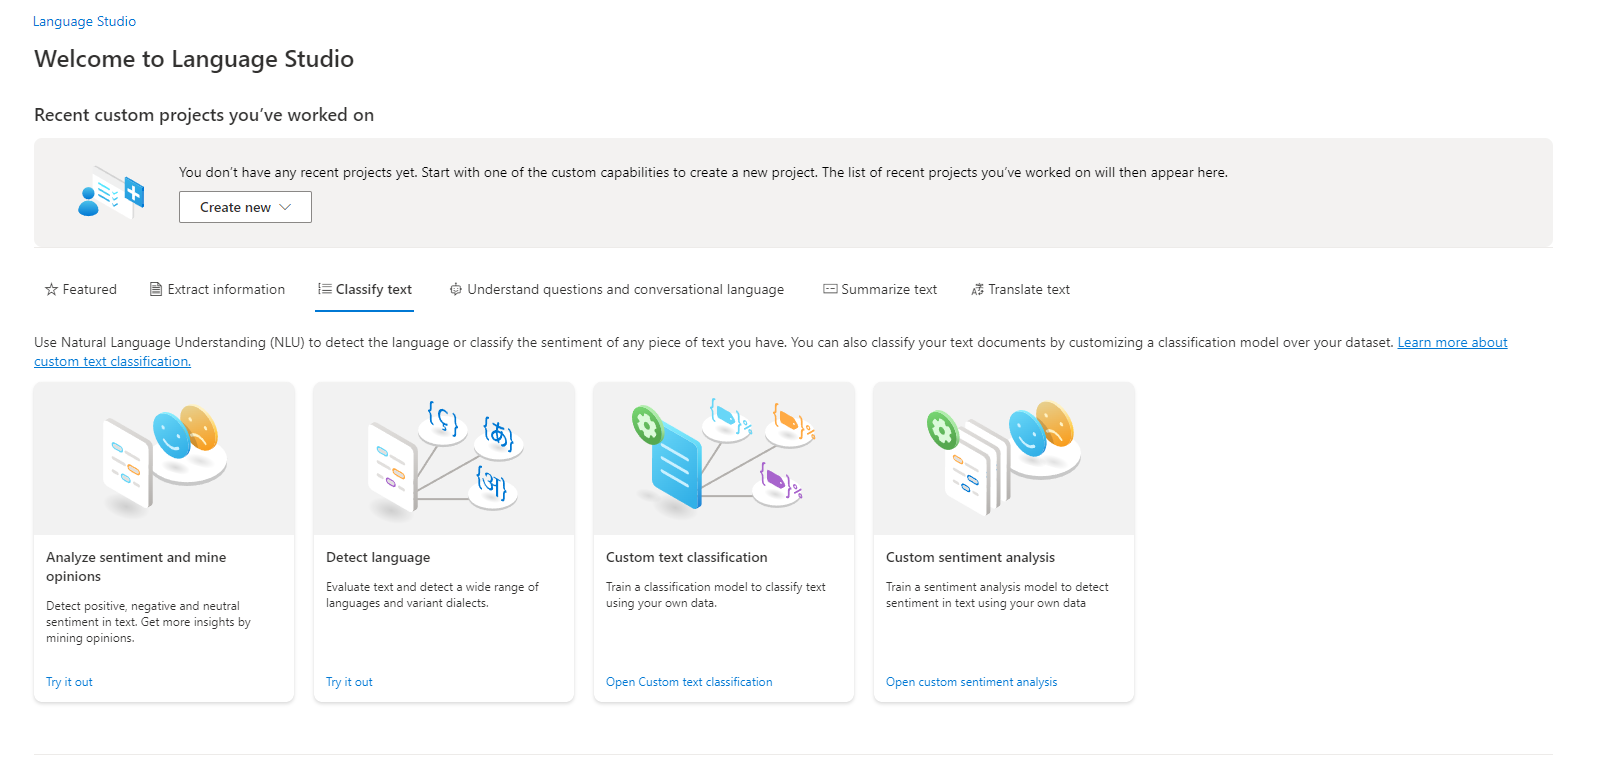 Language Studio
Welcome to Language Studio
Recent custom projects you’ve worked on
You don’t have any recent projects yet. Start with one of the custom capabilities to create a new project. The list of recent projects you’ve worked on will then appear here.
Create new
Featured
Extract information
Classify text
Understand questions and conversational language
Summarize text
Translate text
Use Natural Language Understanding (NLU) to detect the language or classify the sentiment of any piece of text you have. You can also classify your text documents by customizing a classification model over your dataset. Learn more about
custom text classification.
{ç}
{あ}
{अ}
Analyze sentiment and mine
opinions
Detect positive, negative and neutral
sentiment in text. Get more insights by
mining opinions.
Try it out
Detect language
Evaluate text and detect a wide range of
languages and variant dialects.
Try it out
{ }%
{ }%
{ }%
Custom text classification
Train a classification model to classify text
using your own data.
Open Custom text classification
Custom sentiment analysis
Train a sentiment analysis model to detect
sentiment in text using your own data
Open custom sentiment analysis